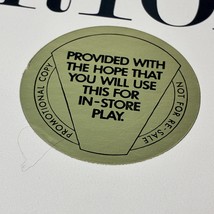 PROVIDED WITH
THE HOPE THAT
YOU WILL USE
THIS FOR
IN-STORE
PLAY.
PROMOTIONAL COPY
NOT FOR RE-SALE